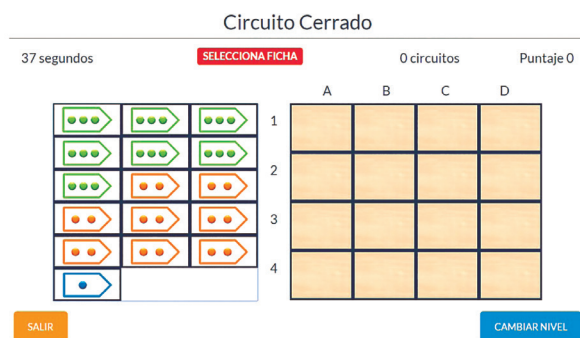 Circuito Cerrado
37 segundos SELECCIONA FICHA 0 circuitos Puntaje 0
A B C D
1
2
3
4
SALIR CAMBIAR NIVEL